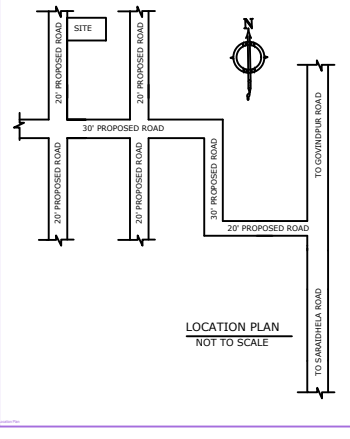 N
SITE
20' PROPOSED ROAD
20' PROPOSED ROAD
30' PROPOSED ROAD
20' PROPOSED ROAD
20' PROPOSED ROAD
30' PROPOSED ROAD
20' PROPOSED ROAD
TO GOVINDPUR ROAD
TO SARAIDHELA ROAD
LOCATION PLAN
NOT TO SCALE